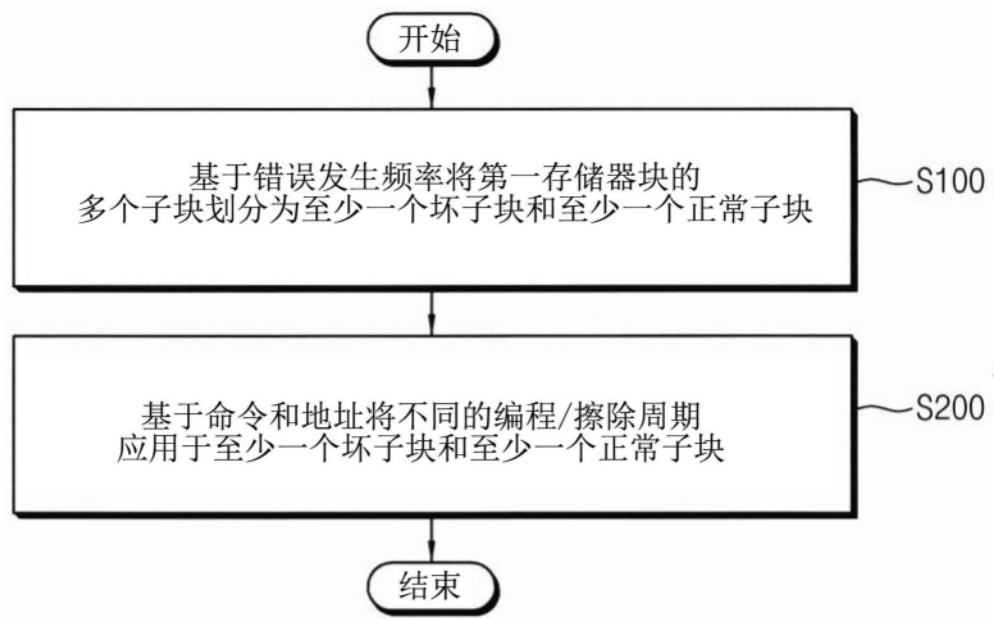 开始
基于错误发生频率将第一存储器块的
多个子块划分为至少一个坏子块和至少一个正常子块
S100
基于命令和地址将不同的编程/擦除周期
应用于至少一个坏子块和至少一个正常子块
S200
结束